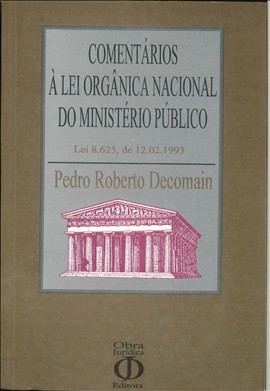 COMENTÁRIOS
À LEI ORGÂNICA NACIONAL
DO MINISTÉRIO PÚBLICO
Lei 8.625, de 12.02.1993
Pedro Roberto Decomain
Obra
Jurídica
Editora